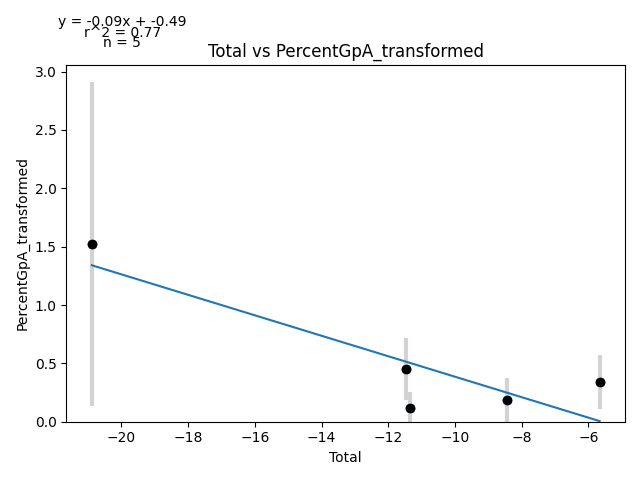 y = -0.09x + -0.49
r^2 = 0.77
n = 5
Total vs PercentGpA_transformed
3.0
2.5
2.0
1.5
1.0
0.5
0.0
PercentGpA_transformed
−20 −18 −16 −14 −12 −10 −8 −6
Total